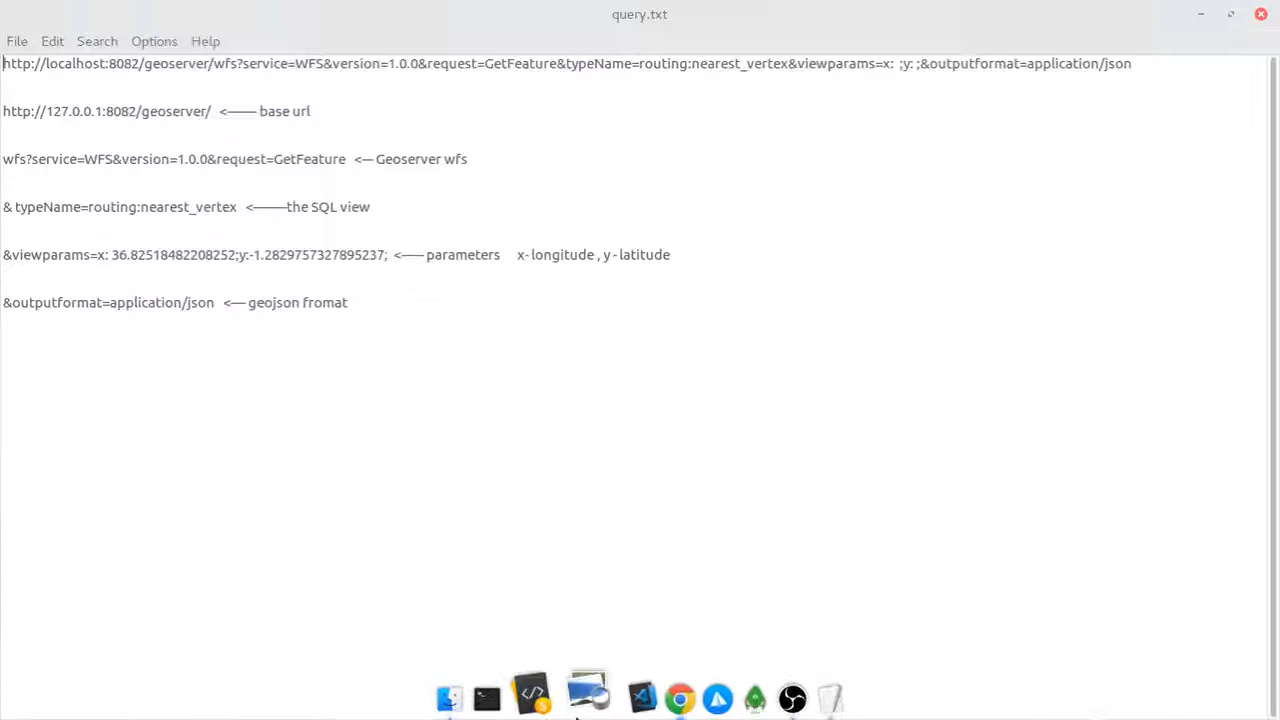 query.txt
File Edit Search Options Help
http://localhost:8082/geoserver/wfs?service=WFS&version=1.0.0&request=GetFeature&typeName=routing:nearest_vertex&viewparams=x: ;y: ;&outputformat=application/json
http://127.0.0.1:8082/geoserver/ <---- base url
wfs?service=WFS&version=1.0.0&request=GetFeature <-- Geoserver wfs
& typeName=routing:nearest_vertex <-----the SQL view
&viewparams=x: 36.82518482208252;y:-1.2829757327895237; <--- parameters x- longitude , y - latitude
&outputformat=application/json <-- geojson fromat